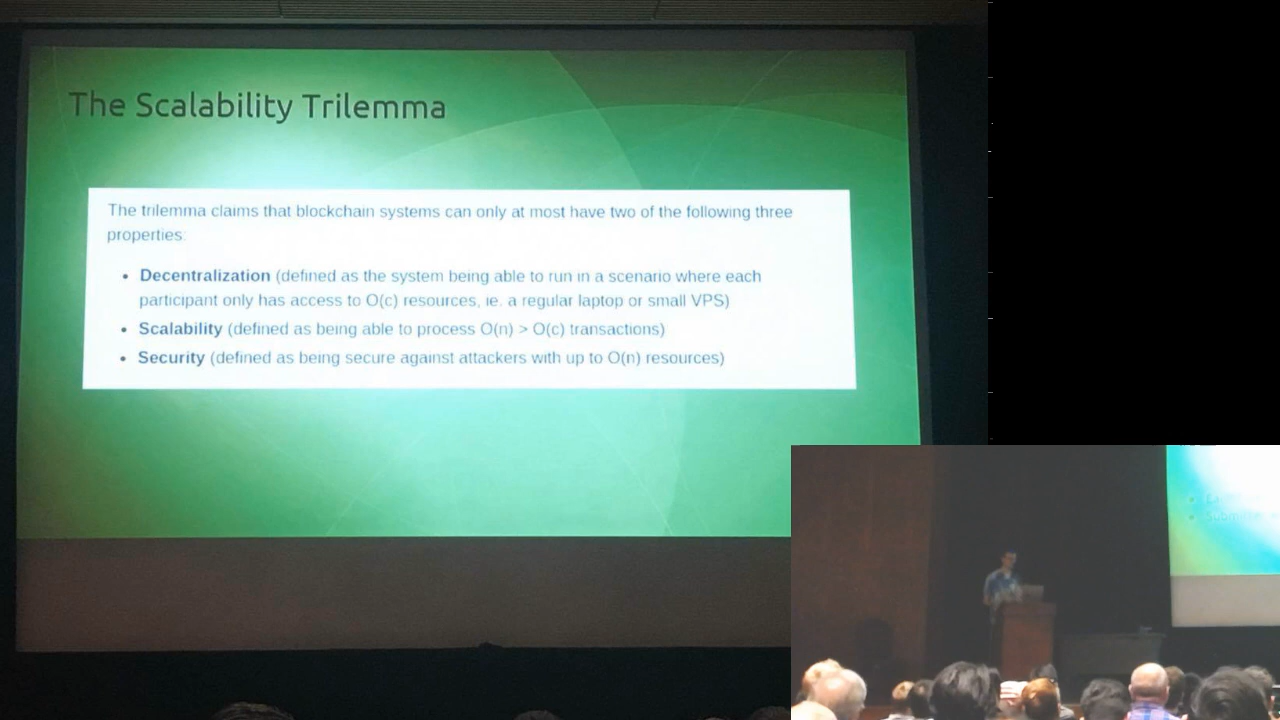 The Scalability Trilemma
The trilemma claims that blockchain systems can only at most have two of the following three
properties:
• Decentralization (defined as the system being able to run in a scenario where each
participant only has access to O(c) resources, ie. a regular laptop or small VPS)
• Scalability (defined as being able to process O(n) > O(c) transactions)
• Security (defined as being secure against attackers with up to O(n) resources)